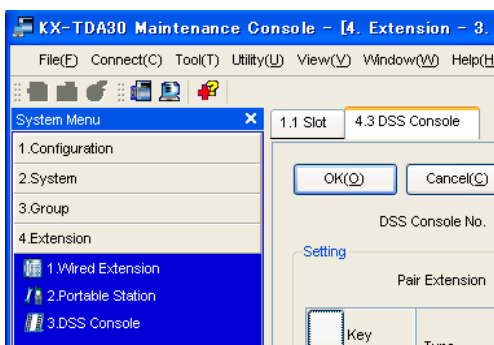 KX-TDA30 Maintenance Console - [4. Extension - 3.
File(F) Connect(C) Tool(T) Utility(U) View(V) Window(W) Help(H
System Menu
1.1 Slot 4.3 DSS Console
1.Configuration
2.System
3.Group
4.Extension
1.Wired Extension
2.Portable Station
3.DSS Console
OK(O) Cancel(C)
DSS Console No.
Setting
Pair Extension
Key